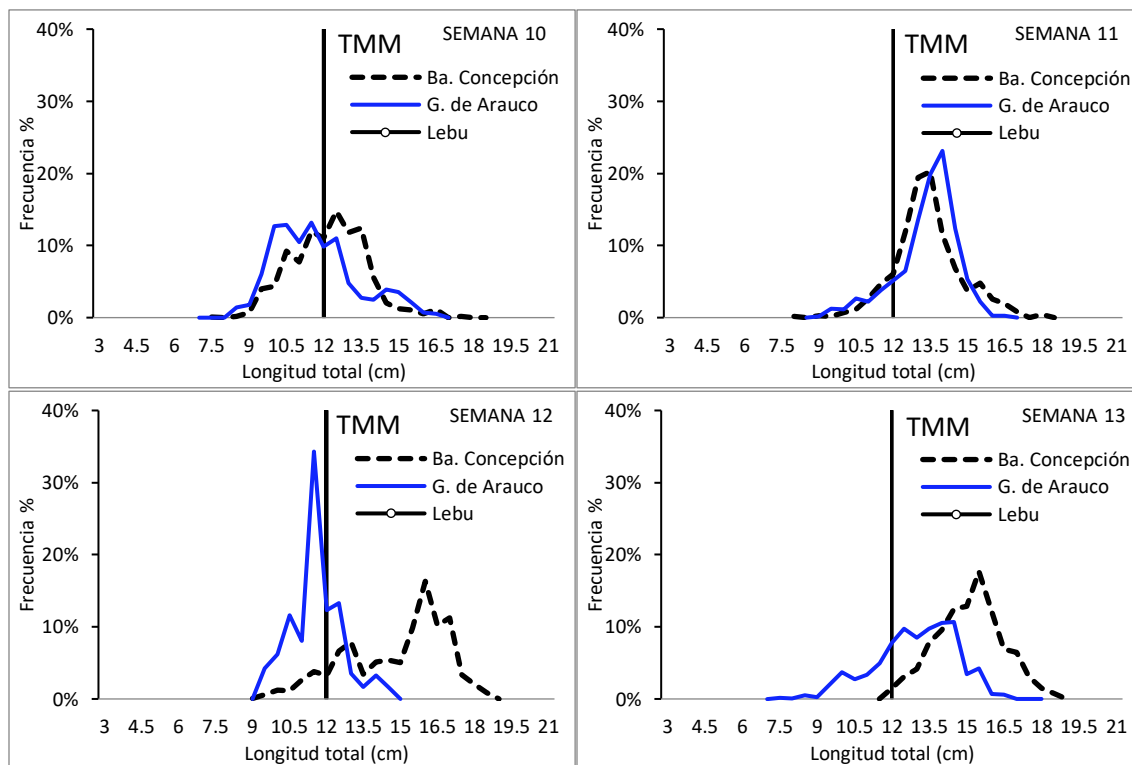 SEMANA 10
TMM
Ba. Concepción
G. de Arauco
Lebu
Frecuencia %
40%
30%
20%
10%
0%
3 4.5 6 7.5 9 10.5 12 13.5 15 16.5 18 19.5 21
Longitud total (cm)
SEMANA 11
TMM
Ba. Concepción
G. de Arauco
Lebu
Frecuencia %
40%
30%
20%
10%
0%
3 4.5 6 7.5 9 10.5 12 13.5 15 16.5 18 19.5 21
Longitud total (cm)
SEMANA 12
TMM
Ba. Concepción
G. de Arauco
Lebu
Frecuencia %
40%
30%
20%
10%
0%
3 4.5 6 7.5 9 10.5 12 13.5 15 16.5 18 19.5 21
Longitud total (cm)
SEMANA 13
TMM
Ba. Concepción
G. de Arauco
Lebu
Frecuencia %
40%
30%
20%
10%
0%
3 4.5 6 7.5 9 10.5 12 13.5 15 16.5 18 19.5 21
Longitud total (cm)